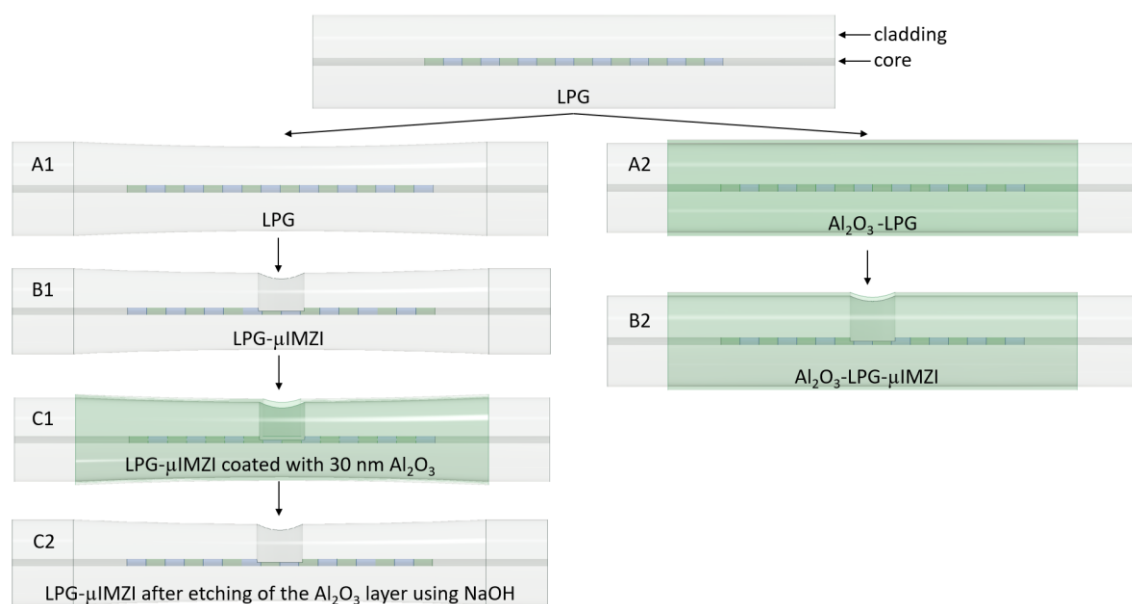 cladding
core
LPG
A1
LPG
A2
Al₂O₃ -LPG
B1
LPG-μIMZI
B2
Al₂O₃-LPG-μIMZI
C1
LPG-μIMZI coated with 30 nm Al₂O₃
C2
LPG-μIMZI after etching of the Al₂O₃ layer using NaOH